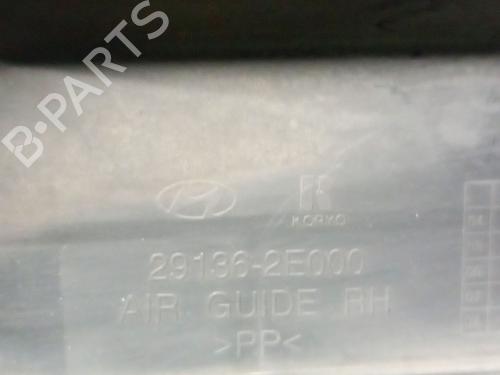 B-PARTS
KORKO
29136-2E000
AIR GUIDE RH
>PP<